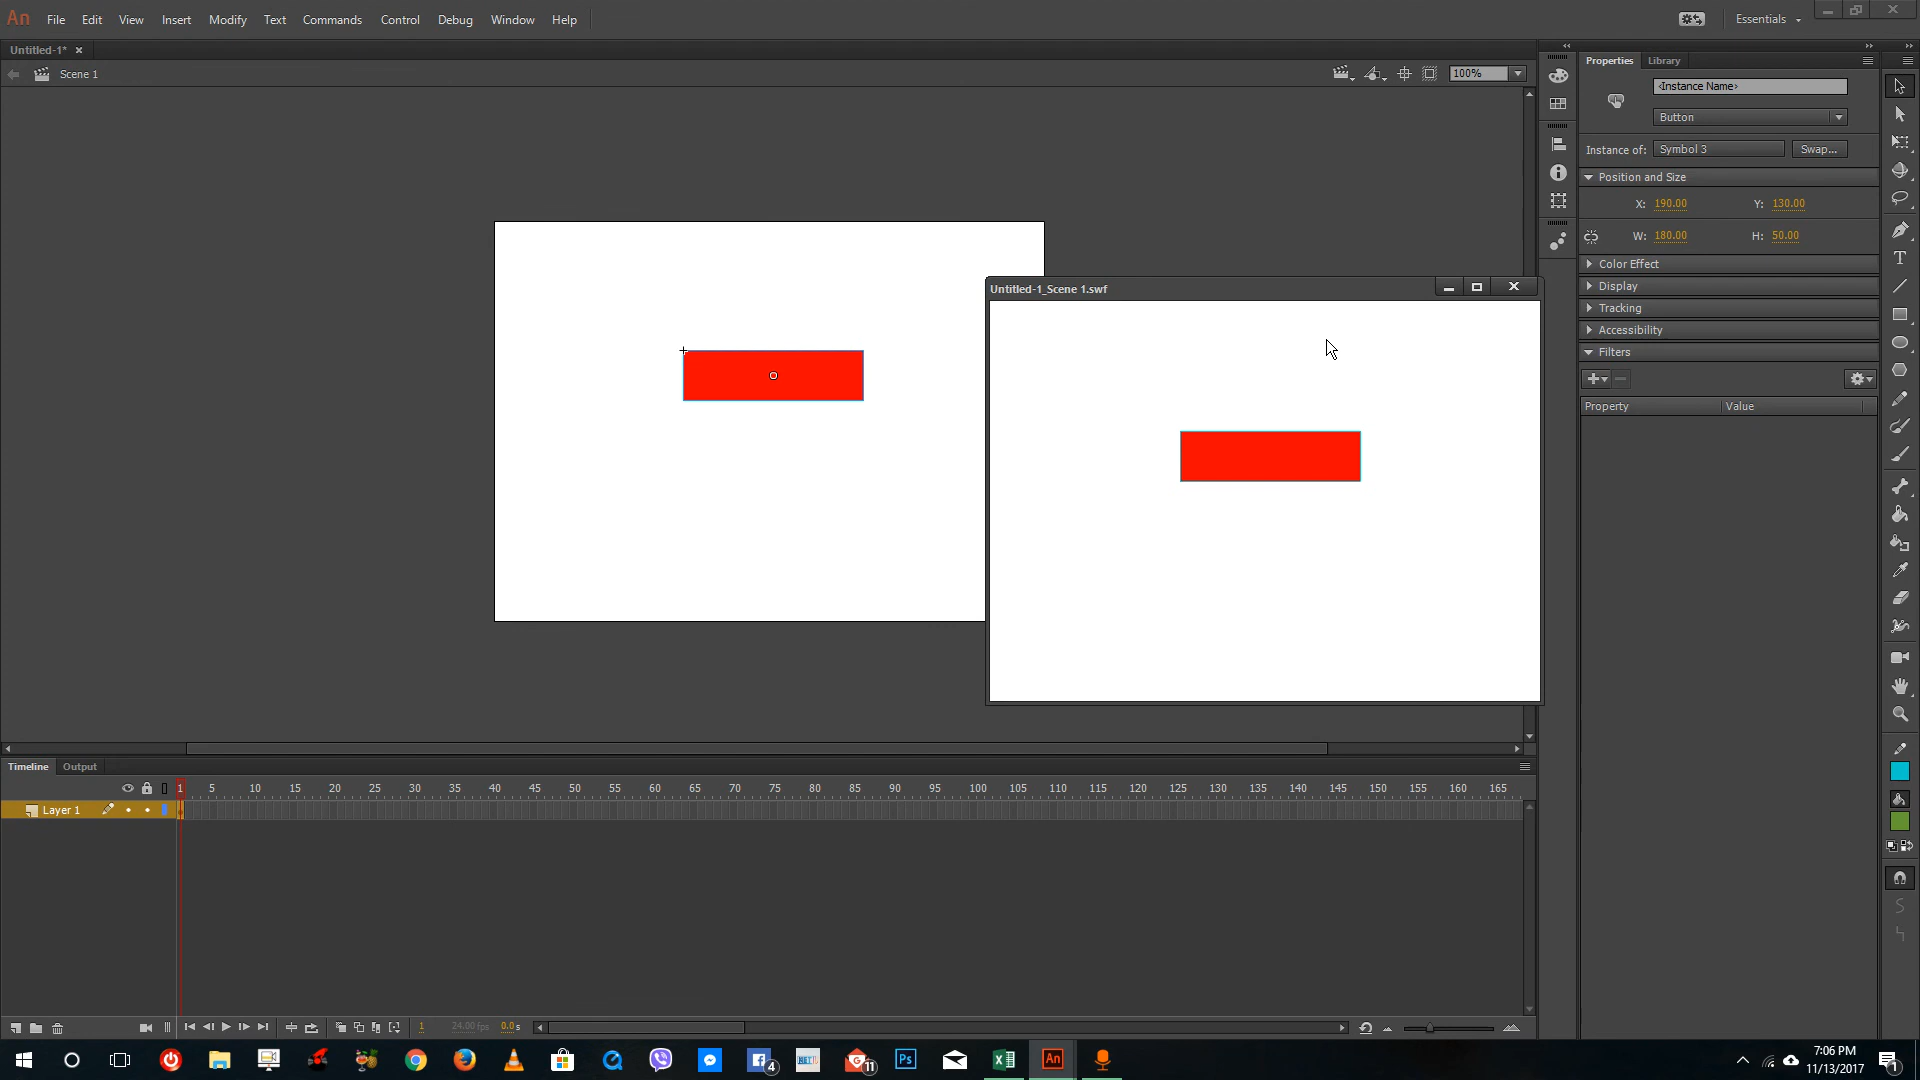 An File Edit View Insert Modify Text Commands Control Debug Window Help Essentials
Untitled-1* ×
Scene 1 100%
Properties Library
<Instance Name>
Button
Instance of: Symbol 3 Swap...
Position and Size
X: 190.00 Y: 130.00
W: 180.00 H: 50.00
Color Effect
Display
Tracking
Accessibility
Filters
Property Value
Untitled-1_Scene 1.swf
Timeline Output
1 5 10 15 20 25 30 35 40 45 50 55 60 65 70 75 80 85 90 95 100 105 110 115 120 125 130 135 140 145 150 155 160 165
Layer 1
1 24.00 fps 0.0 s
4 11 Ps An 7:06 PM 1
11/13/2017